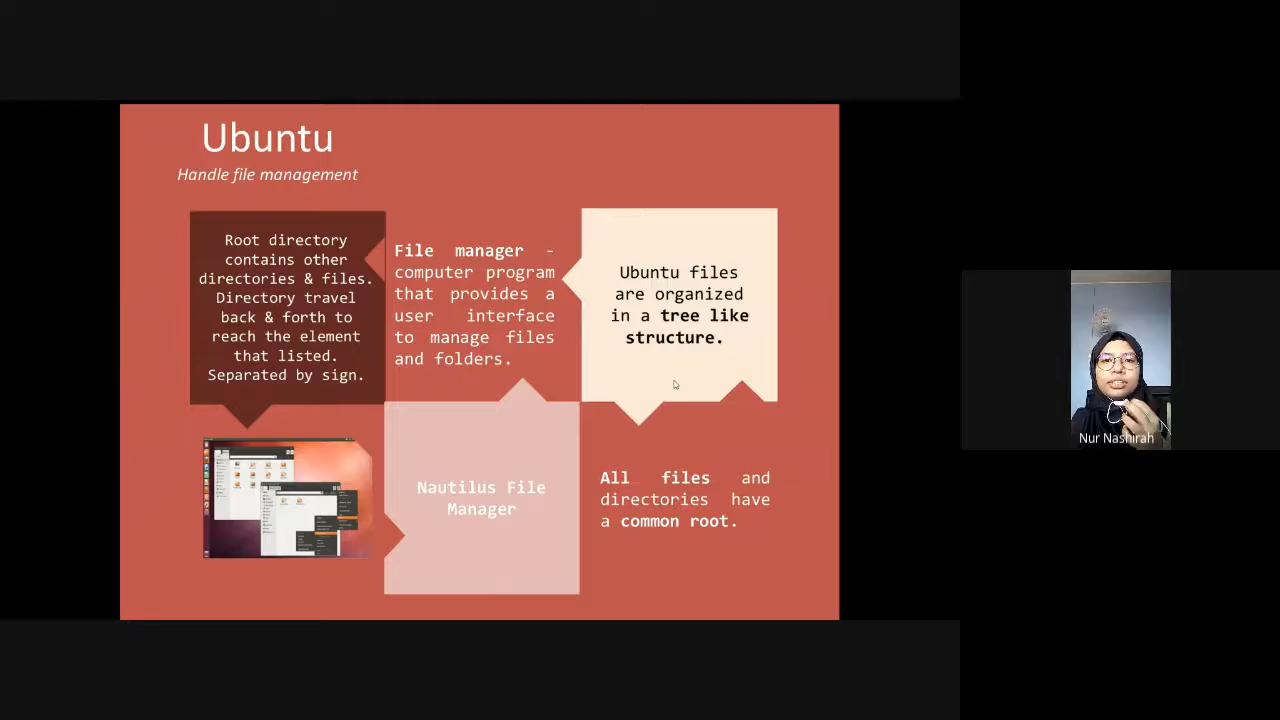 Ubuntu
Handle file management
Root directory
contains other
directories & files.
Directory travel
back & forth to
reach the element
that listed.
Separated by sign.
File manager -
computer program
that provides a
user interface
to manage files
and folders.
Ubuntu files
are organized
in a tree like
structure.
Nautilus File
Manager
All files and
directories have
a common root.
Nur Nashirah